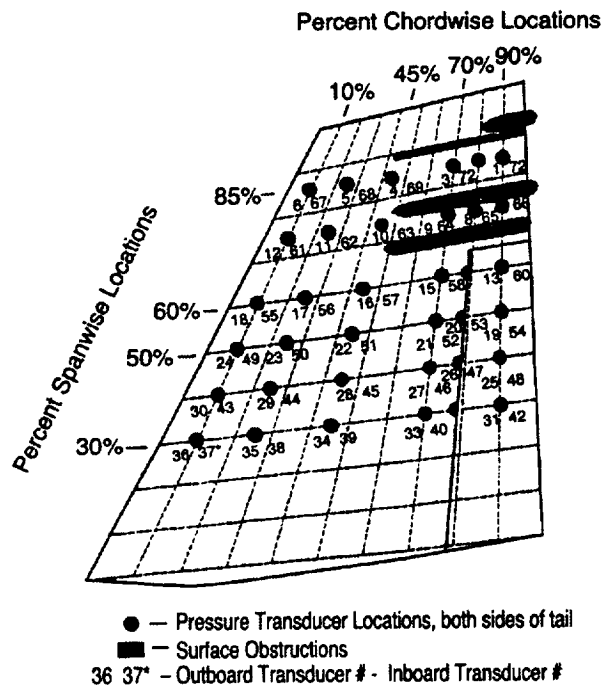 Percent Chordwise Locations
10% 45% 70% 90%
85%
6 67 5 68 4 69 3 72 1 72
12 61 11 62 10 63 9 64 8 65 66
60%
18 55 17 56 16 57 15 58 13 60
50%
24 49 23 50 22 51 21 52 20 53 19 54
30 43 29 44 28 45 27 46 26 47 25 48
30%
36 37* 35 38 34 39 33 40 31 42
Percent Spanwise Locations
– Pressure Transducer Locations, both sides of tail
– Surface Obstructions
36 37* – Outboard Transducer # - Inboard Transducer #